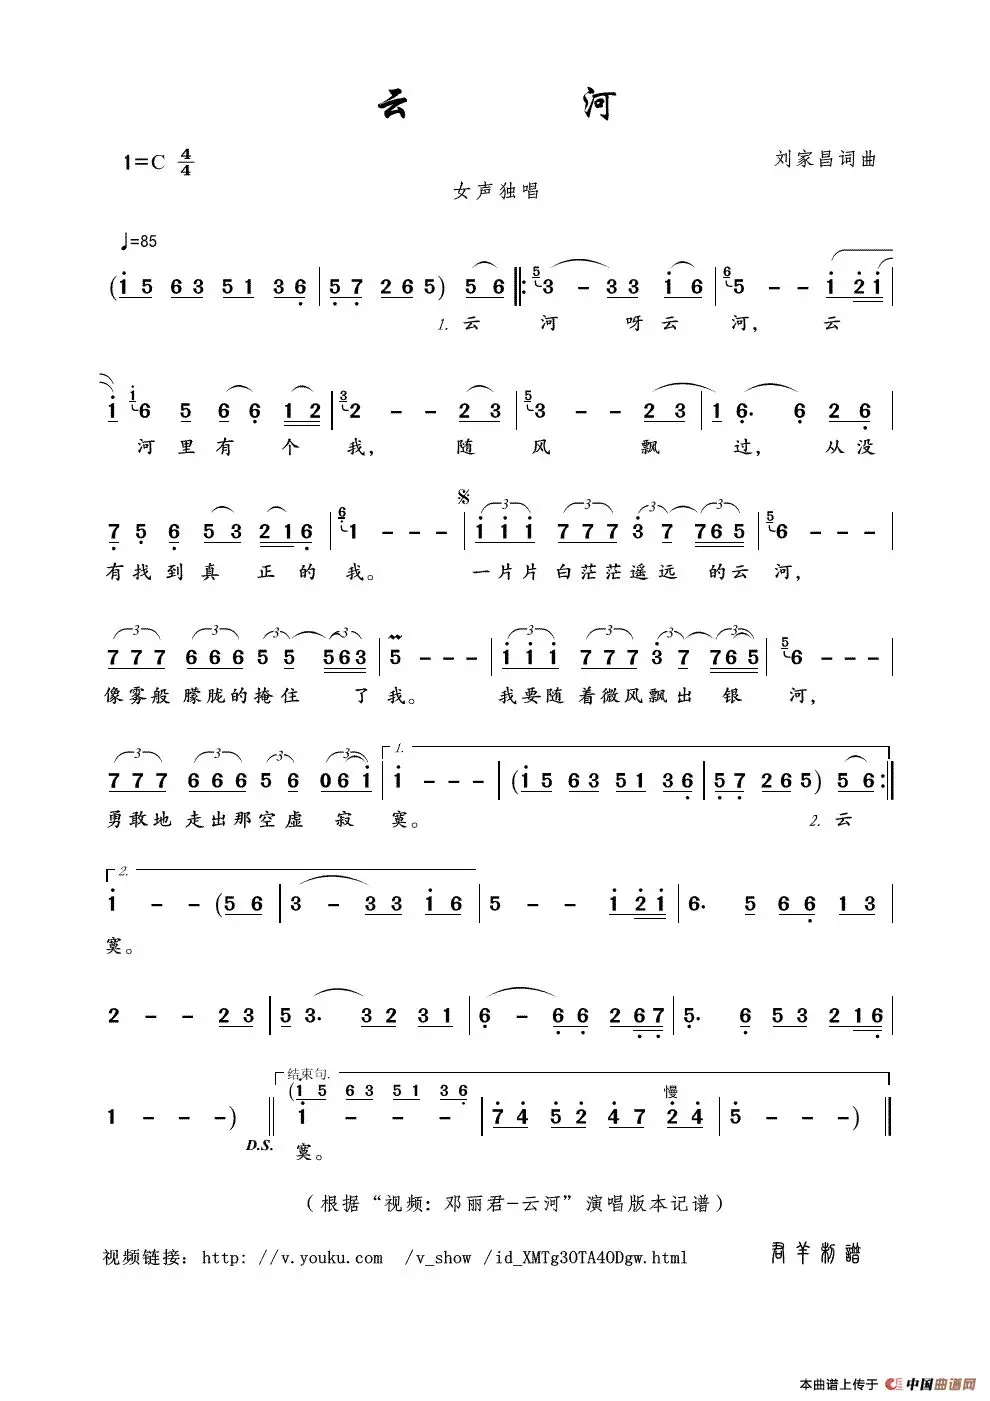 云 河
1=C 4/4
刘家昌词曲
女声独唱
♩=85
(1 5 6 3 5 1 3 6 | 5 7 2 6 5) 5 6 ‖: 5 3 - 3 3 1 6 | 6 5 - - 1 2 1 |
1. 云 河 呀云 河, 云
1 1 6 5 6 6 1 2 | 3 2 - - 2 3 | 5 3 - - 2 3 | 1 6. 6 2 6 |
河 里 有 个 我, 随 风 飘 过, 从没
7 5 6 5 3 2 1 6 | 6 1 - - - | 1 1 1 7 7 7 3 7 7 6 5 | 5 6 - - - |
有找到真 正的 我。 一片片 白茫茫遥远 的云 河,
7 7 7 6 6 6 5 5 5 6 3 | 5 - - - | 1 1 1 7 7 7 3 7 7 6 5 | 5 6 - - - |
像雾般 朦胧的掩住 了 我。 我要随 着微风飘出 银 河,
1.
7 7 7 6 6 6 5 6 0 6 1 | 1 - - - | (1 5 6 3 5 1 3 6 | 5 7 2 6 5) 5 6 :‖
勇敢地 走出那空虚 寂 寞。 2. 云
2.
1 - - (5 6 | 3 - 3 3 1 6 | 5 - - 1 2 1 | 6. 5 6 6 1 3 |
寞。
2 - - 2 3 | 5 3. 3 2 3 1 | 6 - 6 6 2 6 7 | 5. 6 5 3 2 1 6 |
结束句.
(1 5 6 3 5 1 3 6
慢
1 - - -) ‖ 1 - - - | 7 4 5 2 4 7 2 4 | 5 - - -) ‖
D.S.
寞。
(根据“视频: 邓丽君-云河”演唱版本记谱)
视频链接: http: //v.youku.com /v_show /id_XMTg3OTA4ODgw.html
君羊制谱
本曲谱上传于 中国曲谱网